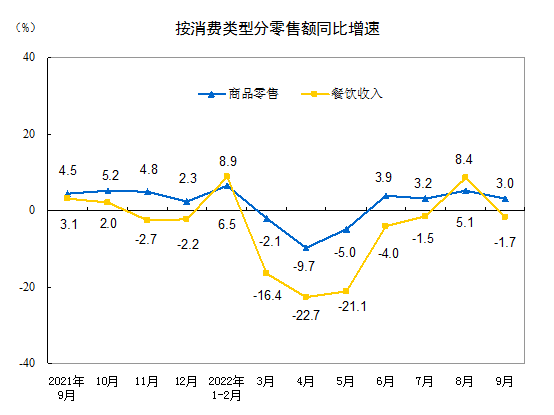 按消费类型分零售额同比增速
(%)
40
20
0
-20
-40
商品零售 餐饮收入
4.5 5.2 4.8 2.3 8.9 3.9 3.2 8.4 3.0
3.1 2.0 -2.7 -2.2 6.5 -2.1 -9.7 -5.0 -4.0 -1.5 5.1 -1.7
-16.4 -22.7 -21.1
2021年 10月 11月 12月 2022年 3月 4月 5月 6月 7月 8月 9月
9月 1-2月